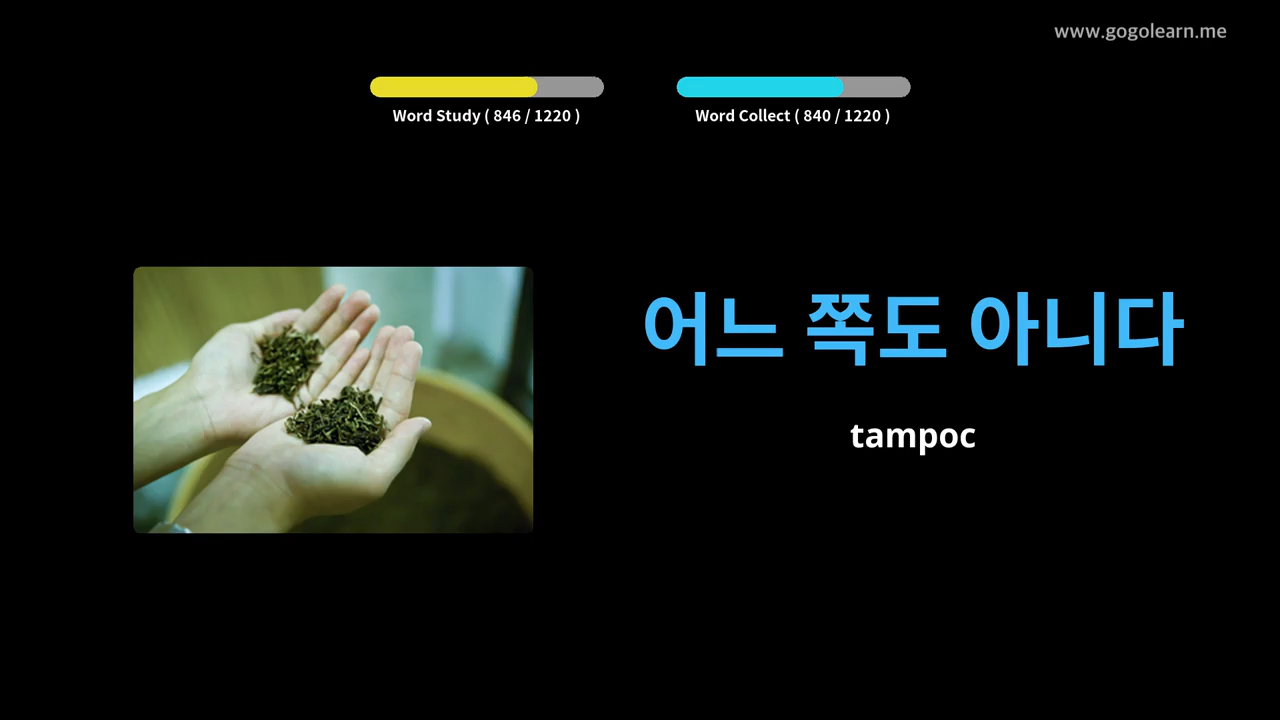 www.gogolearn.me
Word Study ( 846 / 1220 )
Word Collect ( 840 / 1220 )
어느 쪽도 아니다
tampoc